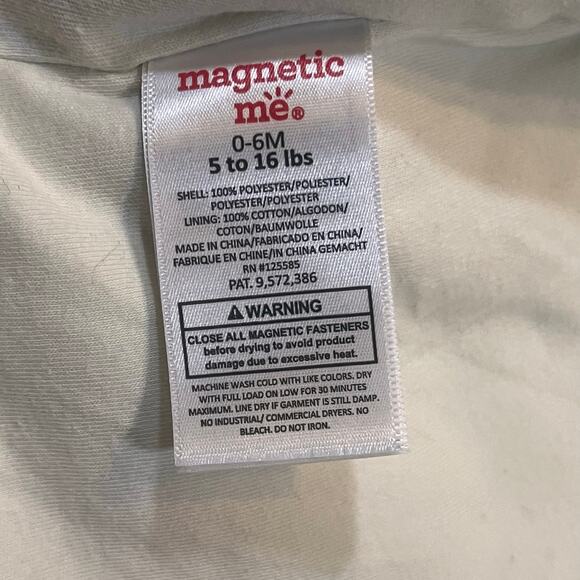 magnetic
me®
0-6M
5 to 16 lbs
SHELL: 100% POLYESTER/POLIESTER/
POLYESTER/POLYESTER
LINING: 100% COTTON/ALGODON/
COTON/BAUMWOLLE
MADE IN CHINA/FABRICADO EN CHINA/
FABRIQUE EN CHINE/IN CHINA GEMACHT
RN #125585
PAT. 9,572,386
⚠ WARNING
CLOSE ALL MAGNETIC FASTENERS
before drying to avoid product
damage due to excessive heat.
MACHINE WASH COLD WITH LIKE COLORS. DRY
WITH FULL LOAD ON LOW FOR 30 MINUTES
MAXIMUM. LINE DRY IF GARMENT IS STILL DAMP.
NO INDUSTRIAL/ COMMERCIAL DRYERS. NO
BLEACH. DO NOT IRON.